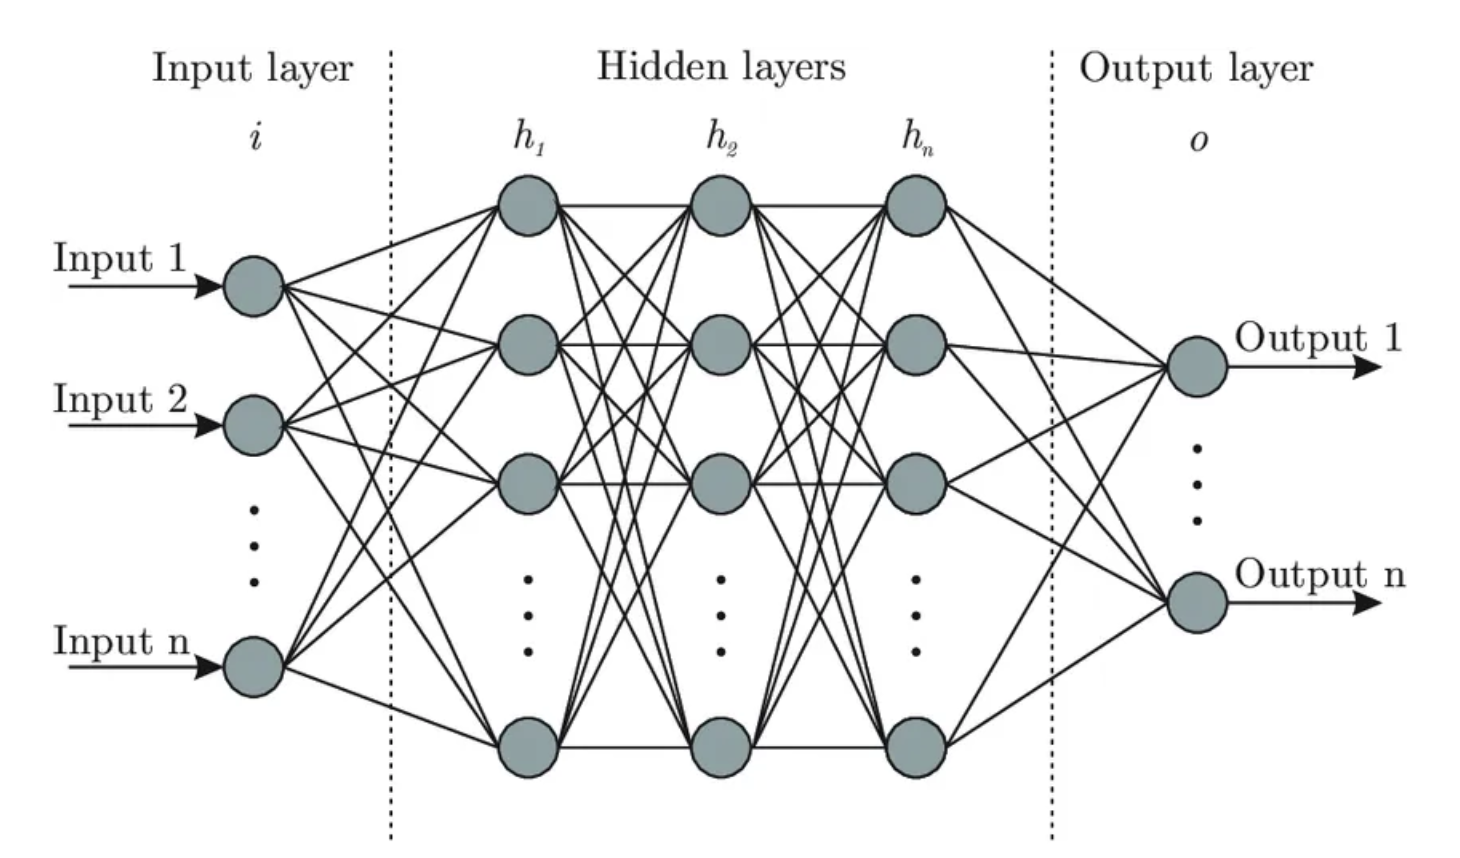 Input layer
Hidden layers
Output layer
i
h₁
h₂
hₙ
o
Input 1
Input 2
Input n
Output 1
Output n